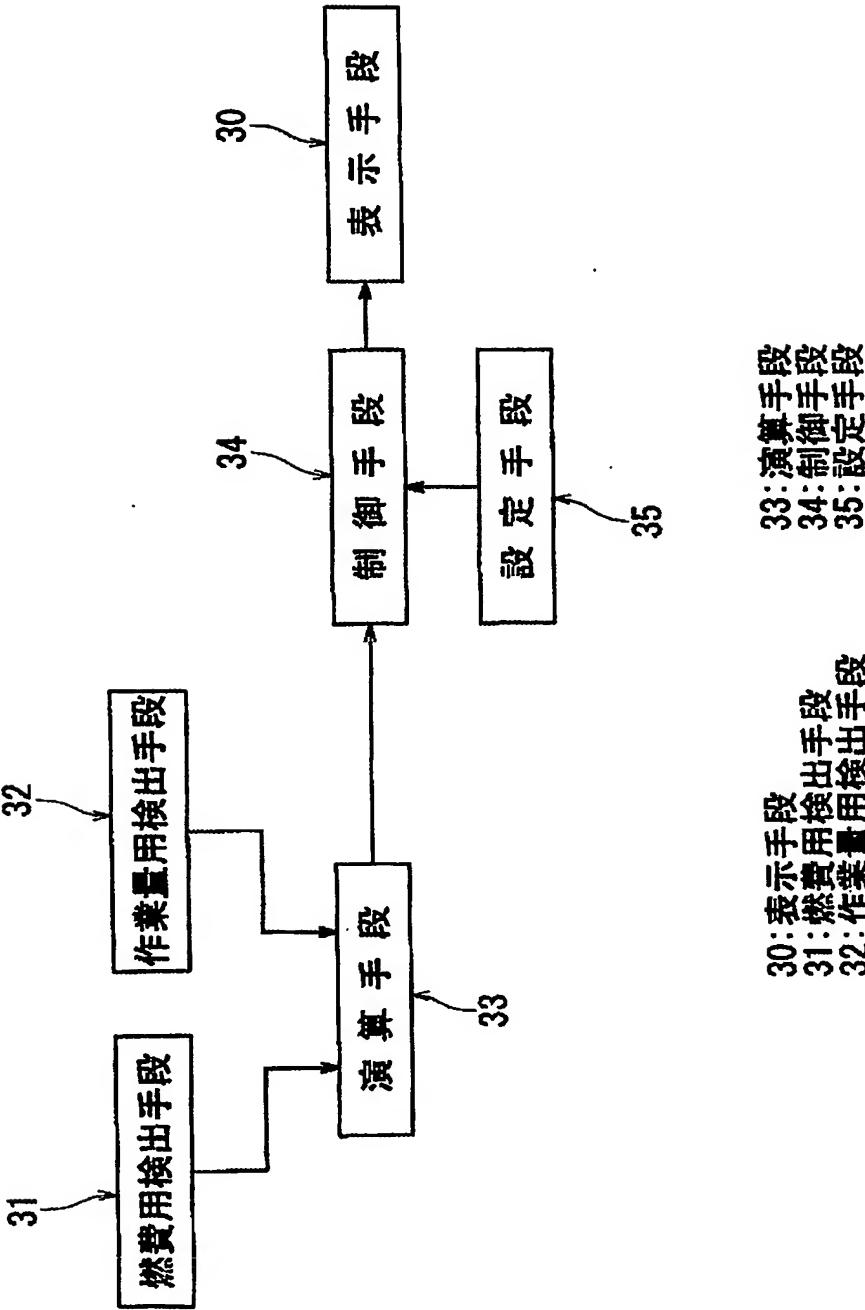 31
燃費用検出手段
32
作業量用検出手段
演算手段
33
34
制御手段
設定手段
35
30
表示手段
30:表示手段
31:燃費用検出手段
32:作業量用検出手段
33:演算手段
34:制御手段
35:設定手段